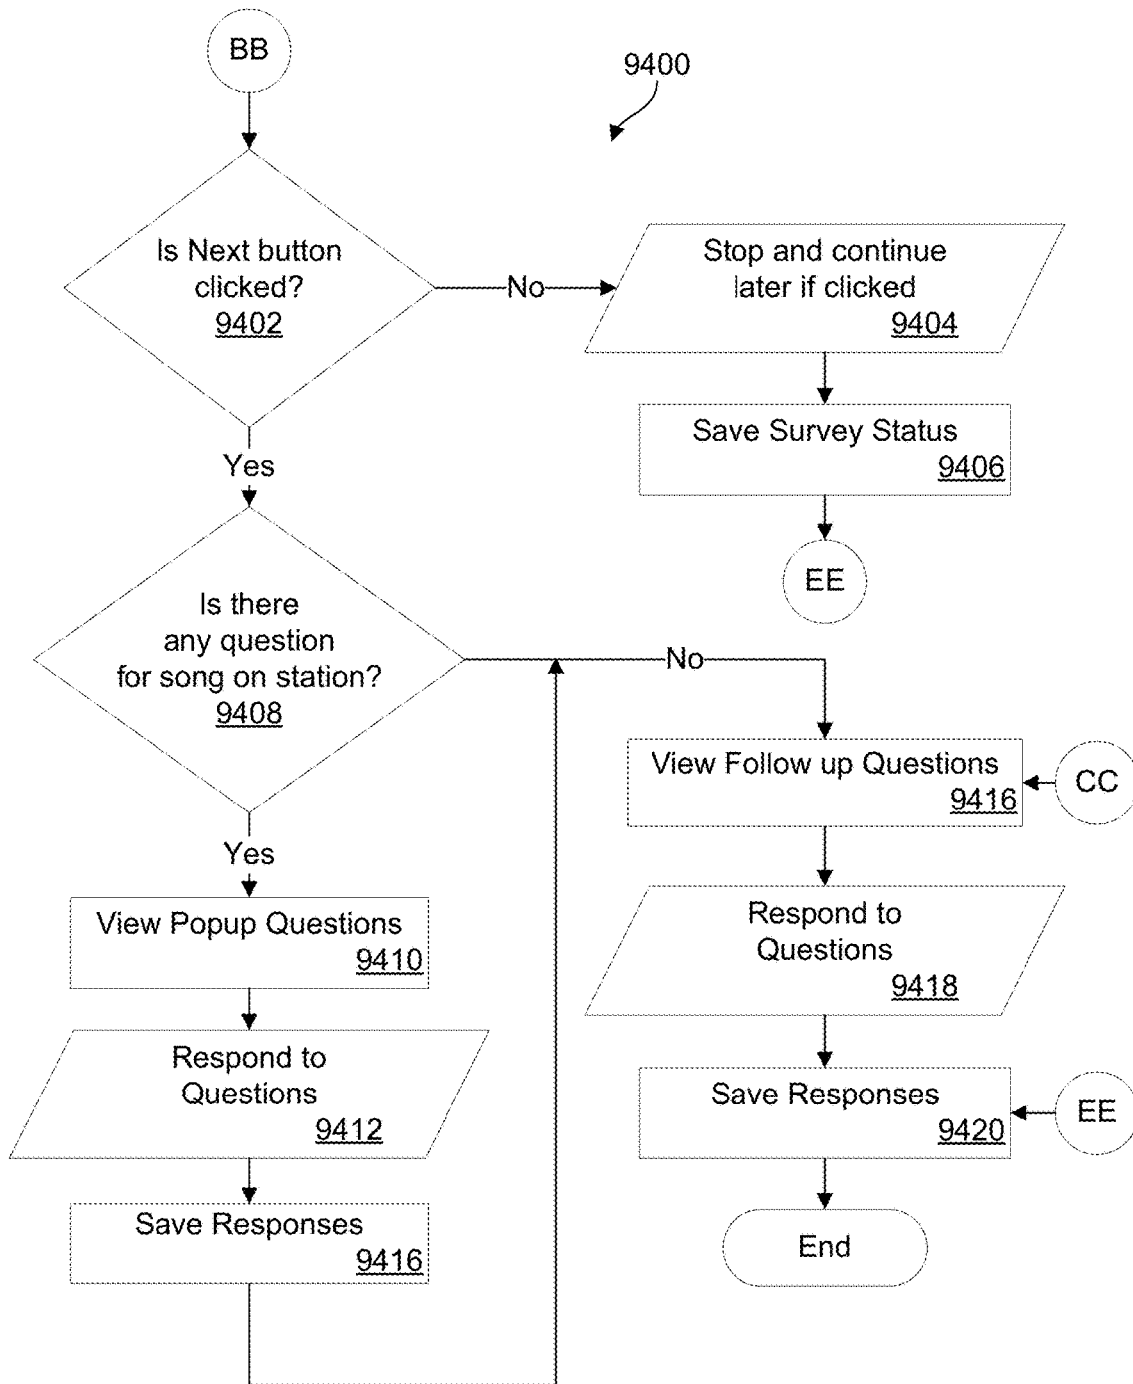 BB
9400
Is Next button
clicked?
9402
No
Stop and continue
later if clicked
9404
Save Survey Status
9406
EE
Yes
Is there
any question
for song on station?
9408
No
View Follow up Questions
9416
CC
Respond to
Questions
9418
Save Responses
9420
EE
End
Yes
View Popup Questions
9410
Respond to
Questions
9412
Save Responses
9416